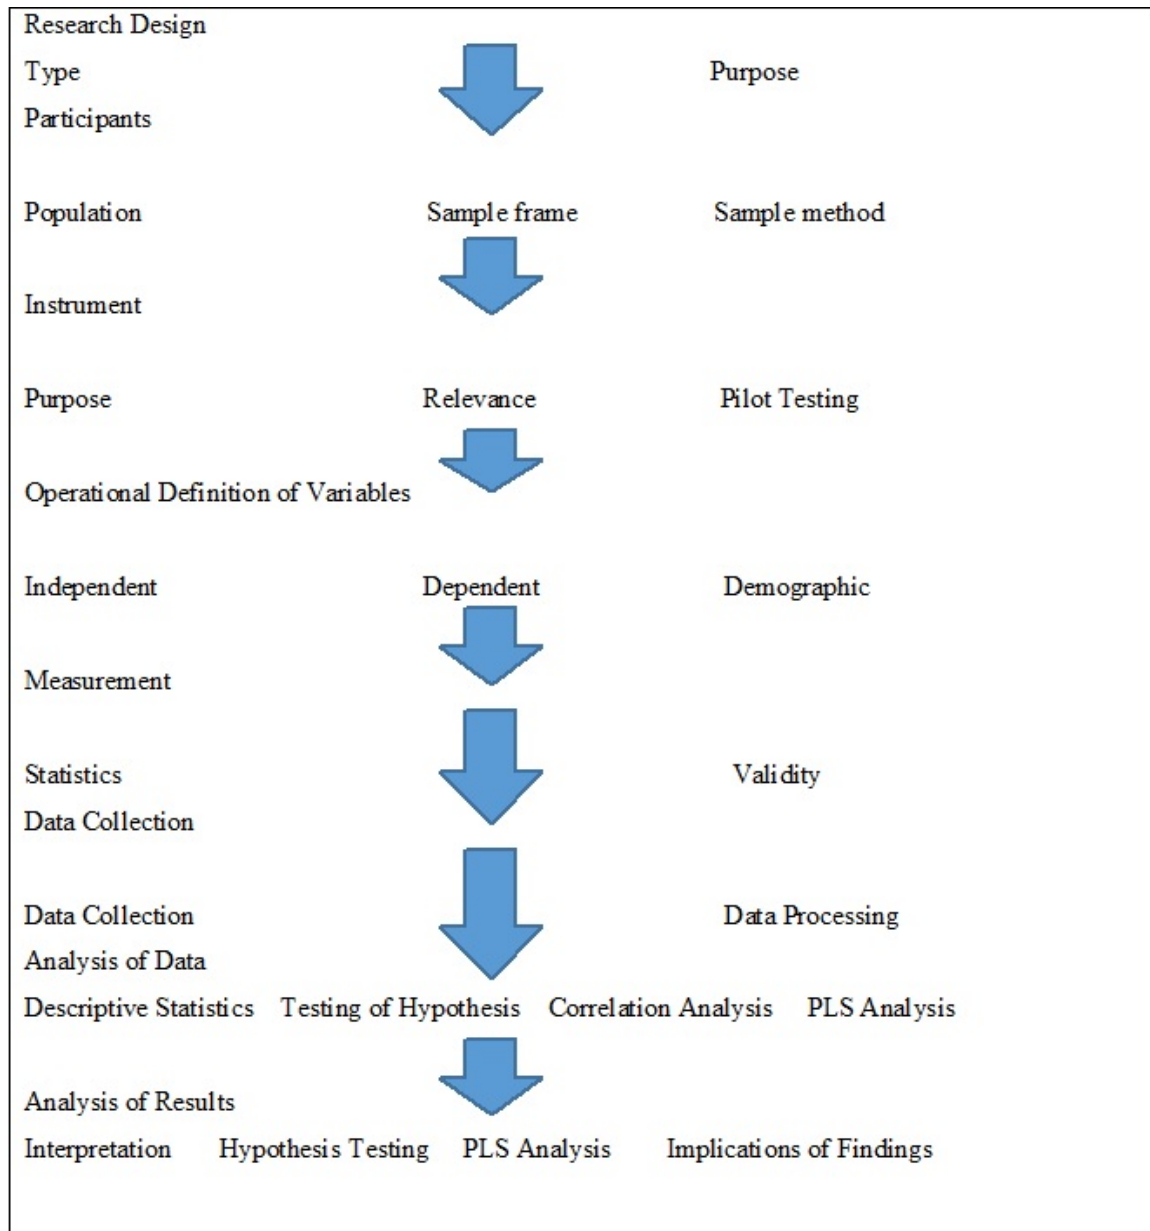 Research Design
Type Purpose
Participants
Population Sample frame Sample method
Instrument
Purpose Relevance Pilot Testing
Operational Definition of Variables
Independent Dependent Demographic
Measurement
Statistics Validity
Data Collection
Data Collection Data Processing
Analysis of Data
Descriptive Statistics Testing of Hypothesis Correlation Analysis PLS Analysis
Analysis of Results
Interpretation Hypothesis Testing PLS Analysis Implications of Findings